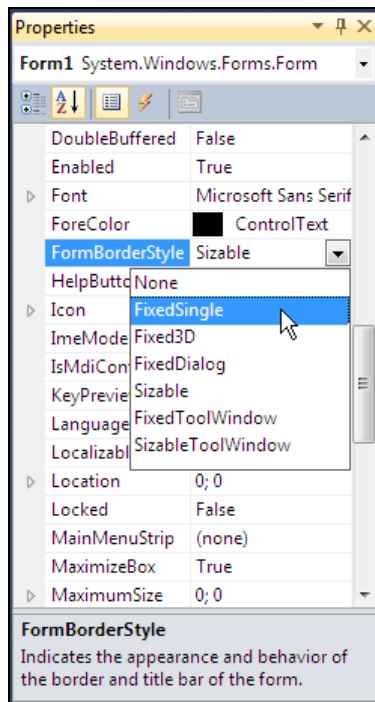 Properties
Form1 System.Windows.Forms.Form
DoubleBuffered False
Enabled True
Font Microsoft Sans Serif
ForeColor ControlText
FormBorderStyle Sizable
HelpButto None
Icon FixedSingle
ImeMode Fixed3D
IsMdiCon FixedDialog
KeyPrevie Sizable
Language FixedToolWindow
Localizabl SizableToolWindow
Location 0; 0
Locked False
MainMenuStrip (none)
MaximizeBox True
MaximumSize 0; 0
FormBorderStyle
Indicates the appearance and behavior of
the border and title bar of the form.